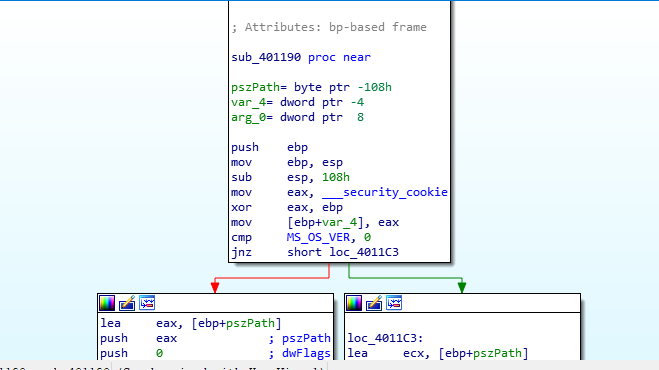 ; Attributes: bp-based frame
sub_401190 proc near
pszPath= byte ptr -108h
var_4= dword ptr -4
arg_0= dword ptr  8
push    ebp
mov     ebp, esp
sub     esp, 108h
mov     eax, ___security_cookie
xor     eax, ebp
mov     [ebp+var_4], eax
cmp     MS_OS_VER, 0
jnz     short loc_4011C3
lea     eax, [ebp+pszPath]
push    eax             ; pszPath
push    0               ; dwFlags
loc_4011C3:
lea     ecx, [ebp+pszPath]